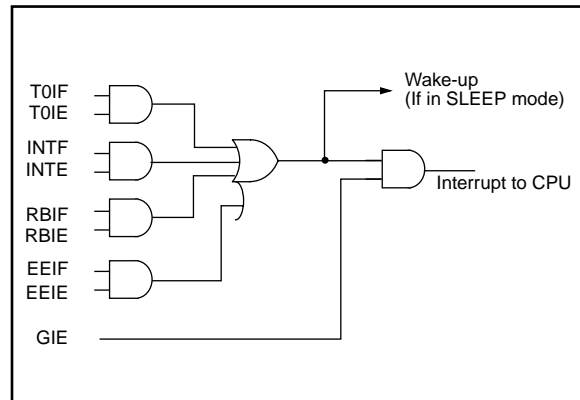 T0IF
T0IE
INTF
INTE
RBIF
RBIE
EEIF
EEIE
GIE
Wake-up
(If in SLEEP mode)
Interrupt to CPU